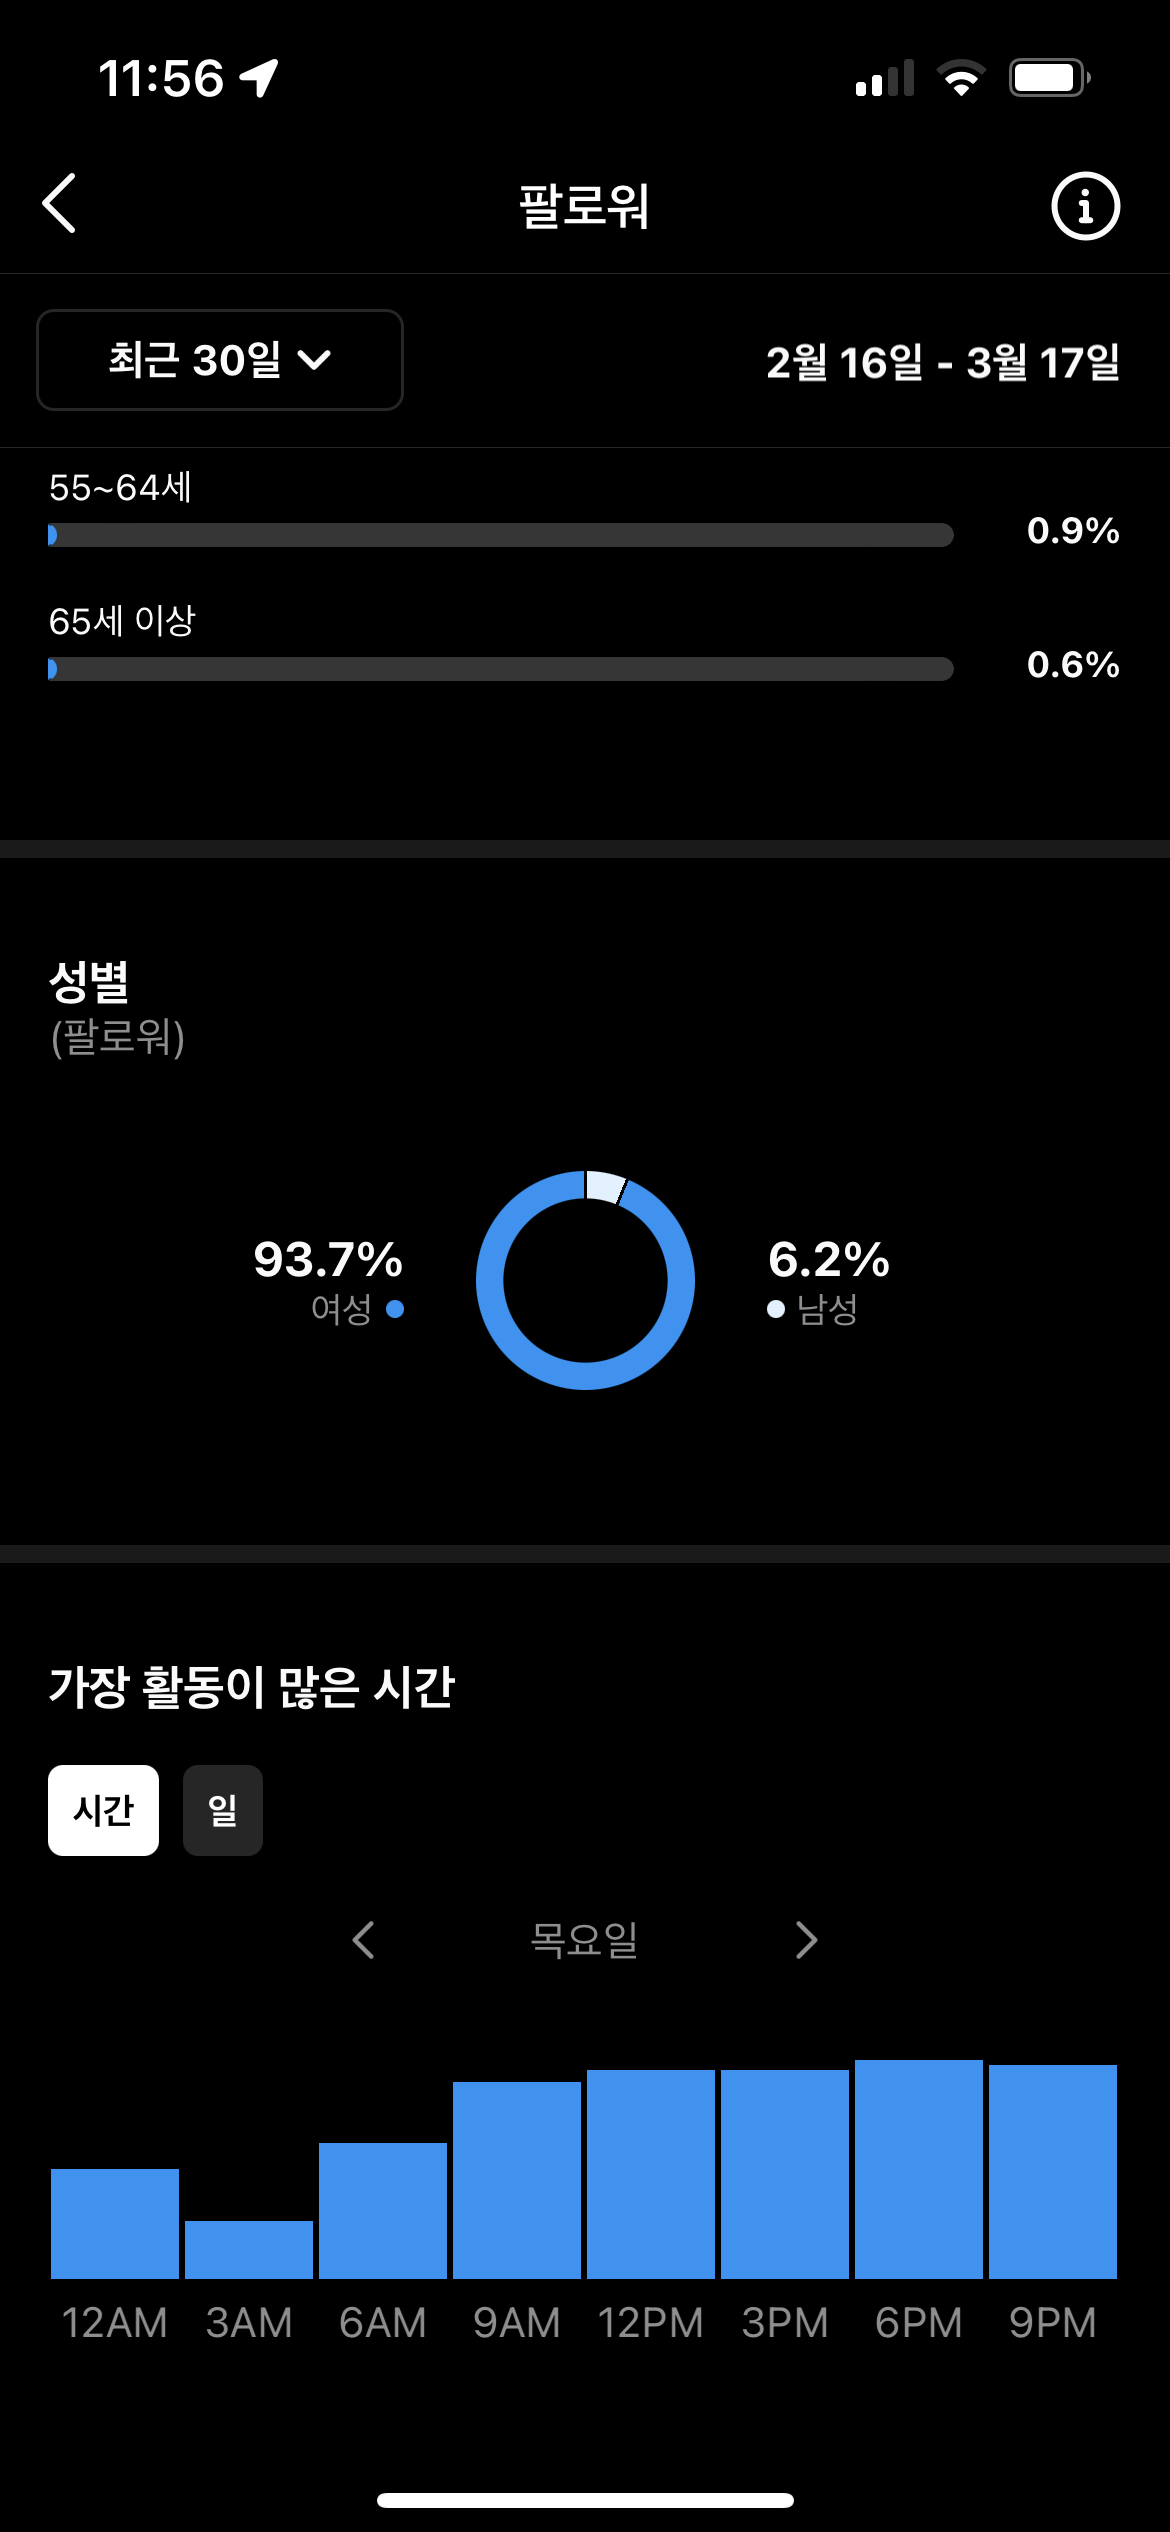 11:56
팔로워
최근 30일
2월 16일 - 3월 17일
55~64세
0.9%
65세 이상
0.6%
성별
(팔로워)
93.7%
여성
6.2%
남성
가장 활동이 많은 시간
시간 일
목요일
12AM 3AM 6AM 9AM 12PM 3PM 6PM 9PM